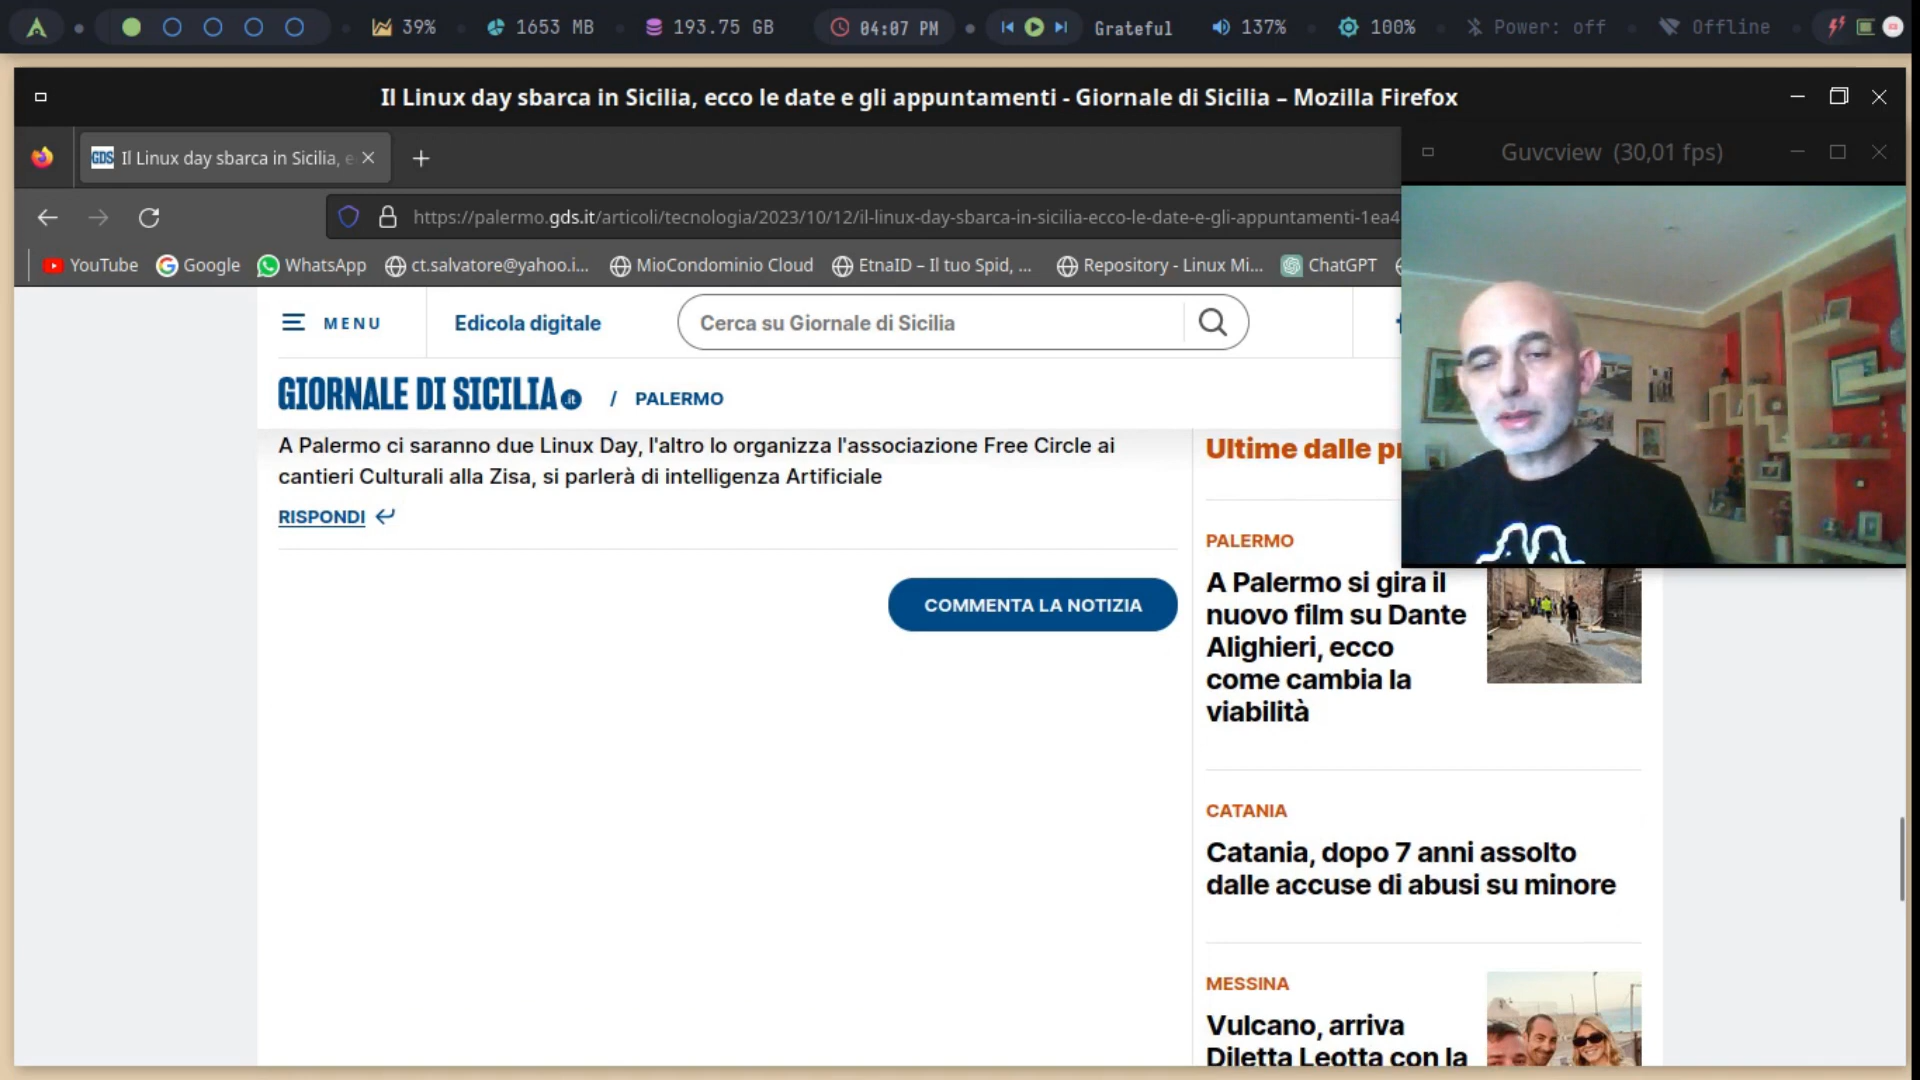 39%
1653 MB
193.75 GB
04:07 PM
Grateful
137%
100%
Power: off
Offline
Il Linux day sbarca in Sicilia, ecco le date e gli appuntamenti - Giornale di Sicilia – Mozilla Firefox
GDS Il Linux day sbarca in Sicilia, e
Guvcview (30,01 fps)
https://palermo.gds.it/articoli/tecnologia/2023/10/12/il-linux-day-sbarca-in-sicilia-ecco-le-date-e-gli-appuntamenti-1ea4
YouTube
Google
WhatsApp
ct.salvatore@yahoo.i...
MioCondominio Cloud
EtnaID – Il tuo Spid, ...
Repository - Linux Mi...
ChatGPT
MENU
Edicola digitale
Cerca su Giornale di Sicilia
GIORNALE DI SICILIA.it / PALERMO
A Palermo ci saranno due Linux Day, l'altro lo organizza l'associazione Free Circle ai
cantieri Culturali alla Zisa, si parlerà di intelligenza Artificiale
RISPONDI
COMMENTA LA NOTIZIA
Ultime dalle
PALERMO
A Palermo si gira il
nuovo film su Dante
Alighieri, ecco
come cambia la
viabilità
CATANIA
Catania, dopo 7 anni assolto
dalle accuse di abusi su minore
MESSINA
Vulcano, arriva
Diletta Leotta con la